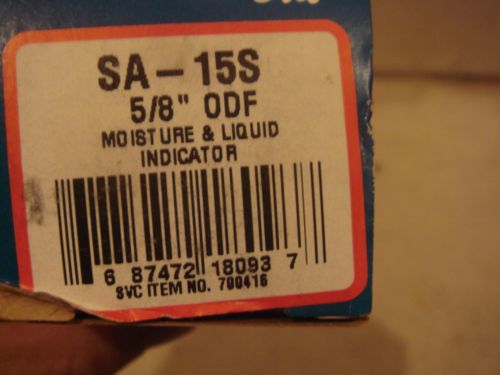 SA-15S
5/8" ODF
MOISTURE & LIQUID
INDICATOR
6 87472 18093 7
SVC ITEM NO. 700416